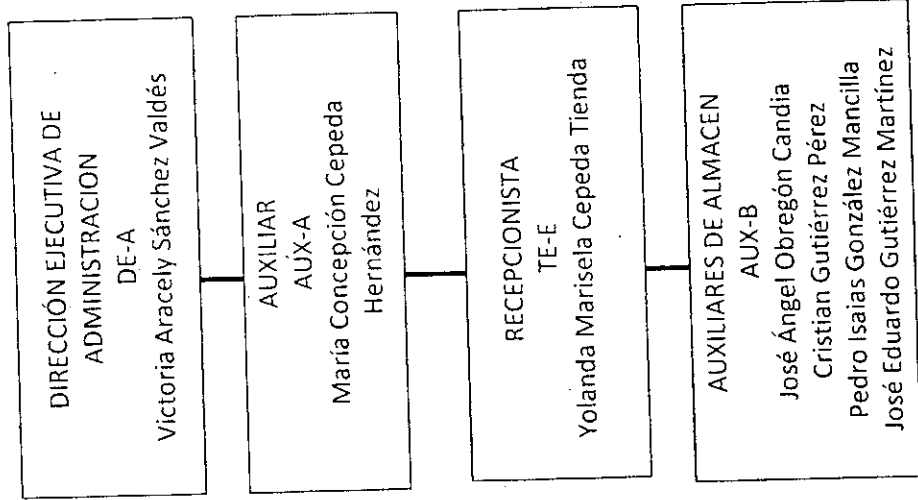 DIRECCIÓN EJECUTIVA DE
ADMINISTRACION
DE-A
Victoria Aracely Sánchez Valdés
AUXILIAR
AÚX-A
María Concepción Cepeda
Hernández
RECEPCIONISTA
TE-E
Yolanda Marisela Cepeda Tienda
AUXILIARES DE ALMACEN
AUX-B
José Ángel Obregón Candia
Cristian Gutiérrez Pérez
Pedro Isaias González Mancilla
José Eduardo Gutiérrez Martínez